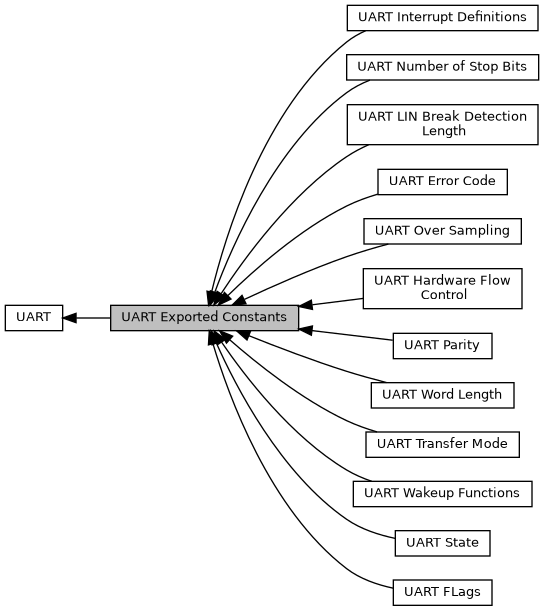 UART Interrupt Definitions
UART Number of Stop Bits
UART LIN Break Detection
Length
UART Error Code
UART Over Sampling
UART Hardware Flow
Control
UART
UART Exported Constants
UART Parity
UART Word Length
UART Transfer Mode
UART Wakeup Functions
UART State
UART FLags